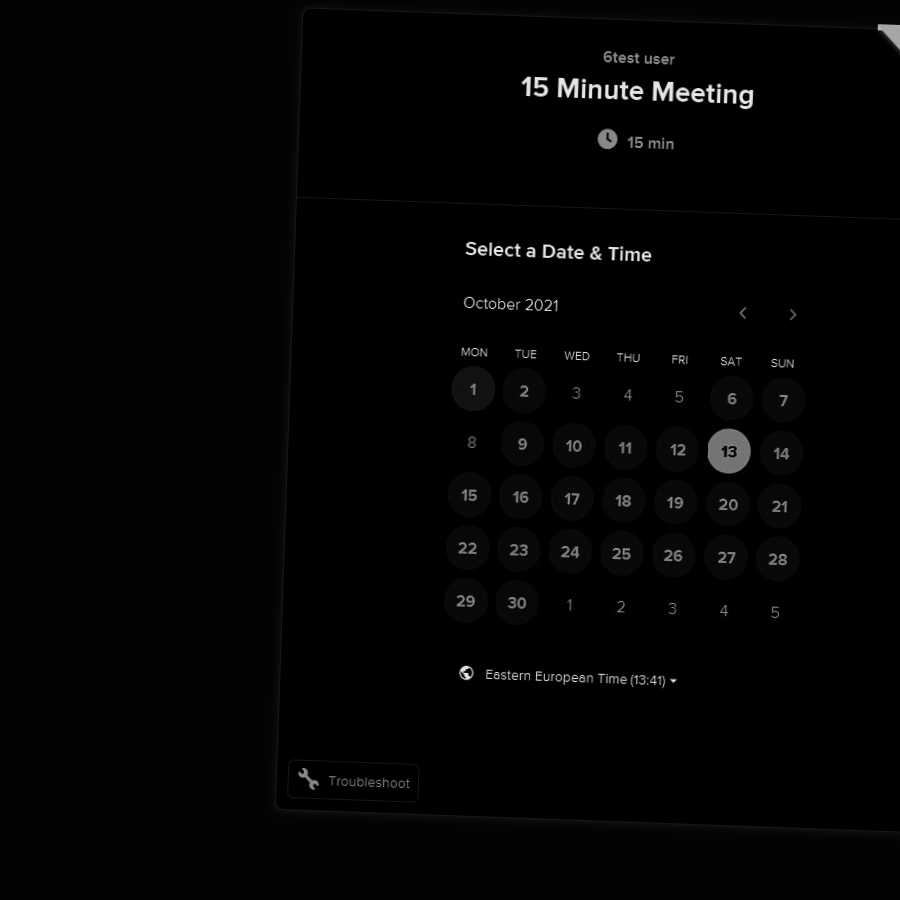 6test user
15 Minute Meeting
15 min
Select a Date & Time
October 2021
MON TUE WED THU FRI SAT SUN
1 2 3 4 5 6 7
8 9 10 11 12 13 14
15 16 17 18 19 20 21
22 23 24 25 26 27 28
29 30 1 2 3 4 5
Eastern European Time (13:41)
Troubleshoot